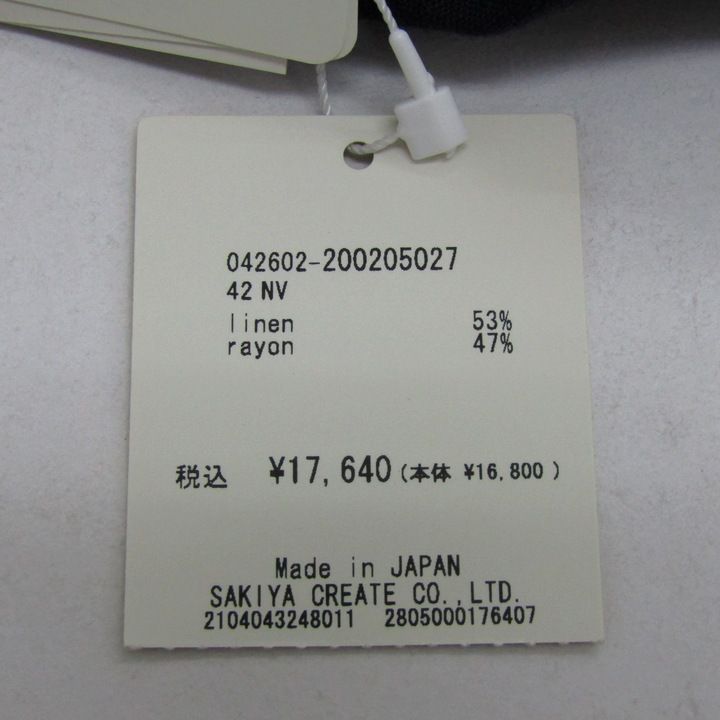 042602-200205027
42 NV
linen 53%
rayon 47%
税込 ¥17,640 (本体 ¥16,800 )
Made in JAPAN
SAKIYA CREATE CO.,LTD.
2104043248011 2805000176407